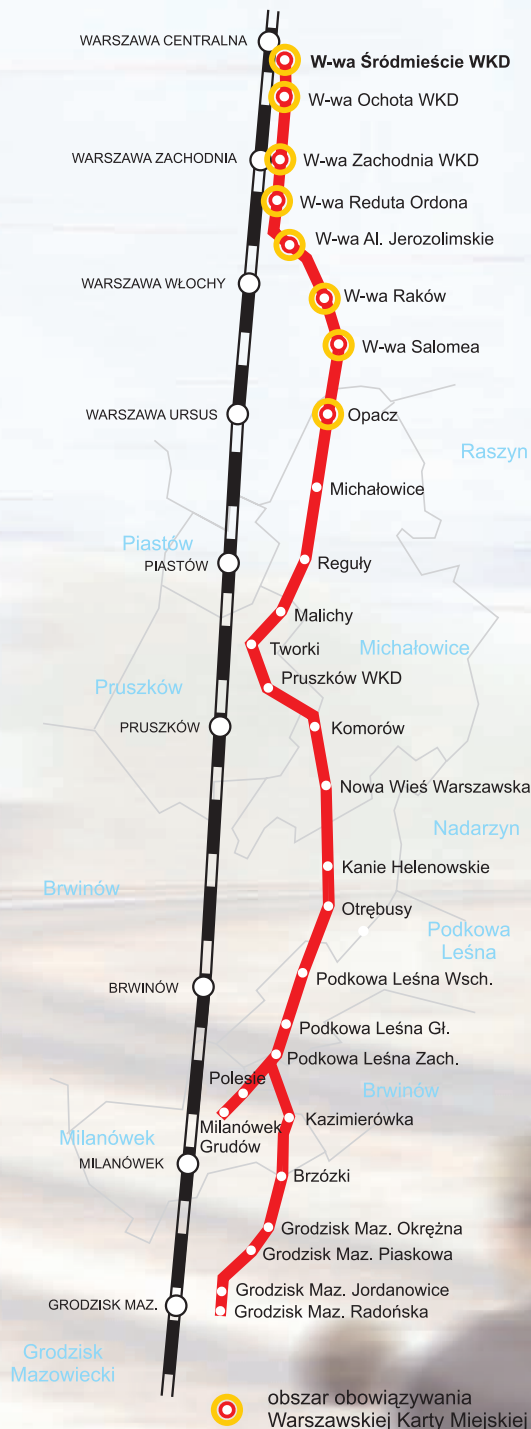 WARSZAWA CENTRALNA
W-wa Śródmieście WKD
W-wa Ochota WKD
WARSZAWA ZACHODNIA
W-wa Zachodnia WKD
W-wa Reduta Ordona
W-wa Al. Jerozolimskie
WARSZAWA WŁOCHY
W-wa Raków
W-wa Salomea
WARSZAWA URSUS
Opacz
Raszyn
Michałowice
Piastów
PIASTÓW
Reguły
Malichy
Tworki
Michałowice
Pruszków WKD
Pruszków
PRUSZKÓW
Komorów
Nowa Wieś Warszawska
Nadarzyn
Kanie Helenowskie
Brwinów
Otrębusy
Podkowa
Leśna
Podkowa Leśna Wsch.
BRWINÓW
Podkowa Leśna Gł.
Podkowa Leśna Zach.
Polesie
Brwinów
Milanówek
Grudów
Kazimierówka
Milanówek
MILANÓWEK
Brzózki
Grodzisk Maz. Okrężna
Grodzisk Maz. Piaskowa
Grodzisk Maz. Jordanowice
GRODZISK MAZ.
Grodzisk Maz. Radońska
Grodzisk
Mazowiecki
obszar obowiązywania
Warszawskiej Karty Miejskiej